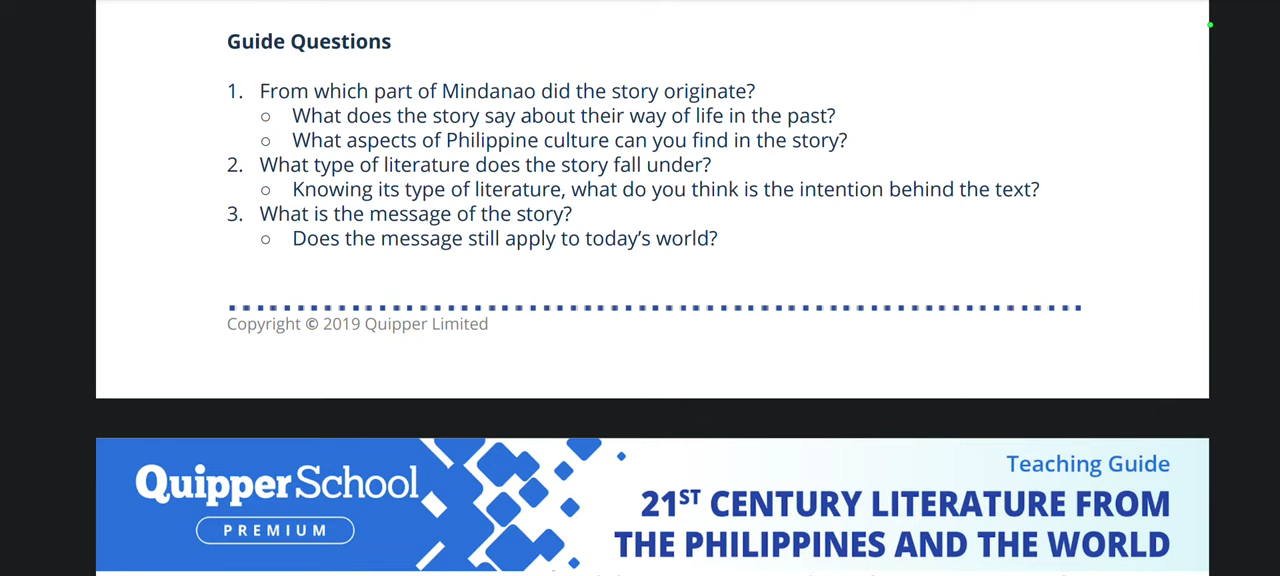 Guide Questions
1. From which part of Mindanao did the story originate?
○ What does the story say about their way of life in the past?
○ What aspects of Philippine culture can you find in the story?
2. What type of literature does the story fall under?
○ Knowing its type of literature, what do you think is the intention behind the text?
3. What is the message of the story?
○ Does the message still apply to today’s world?
Copyright © 2019 Quipper Limited
QuipperSchool
PREMIUM
Teaching Guide
21ST CENTURY LITERATURE FROM
THE PHILIPPINES AND THE WORLD